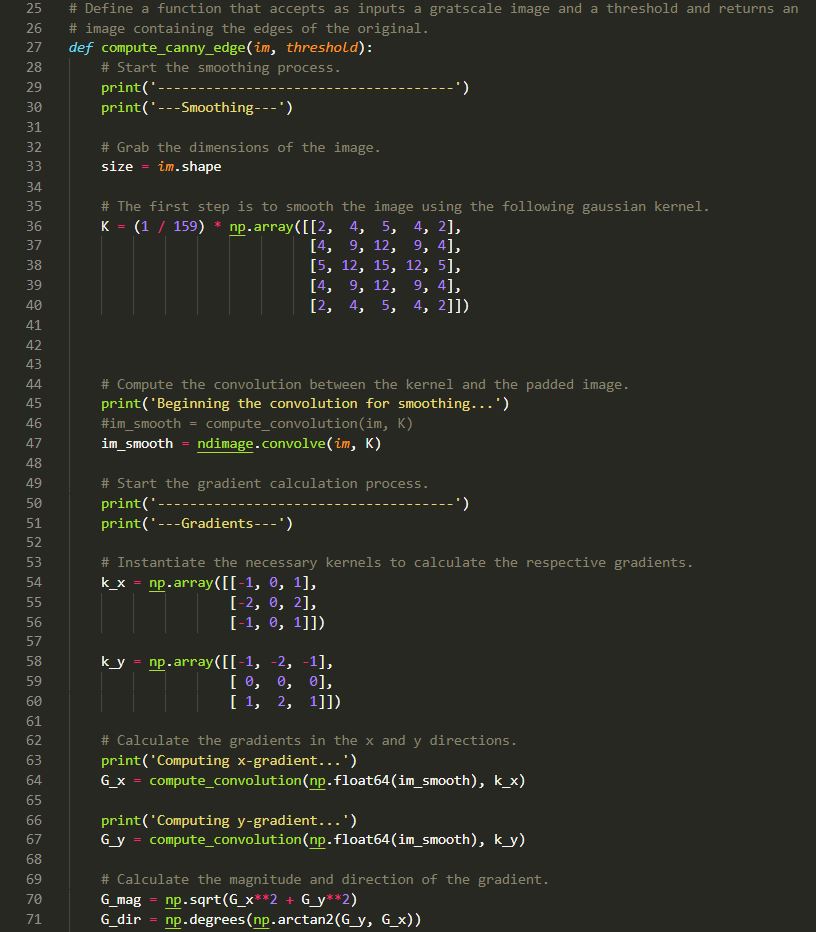 25 # Define a function that accepts as inputs a gratscale image and a threshold and returns an
26 # image containing the edges of the original.
27 def compute_canny_edge(im, threshold):
28     # Start the smoothing process.
29     print('-------------------------------------')
30     print('---Smoothing---')
31
32     # Grab the dimensions of the image.
33     size = im.shape
34
35     # The first step is to smooth the image using the following gaussian kernel.
36     K = (1 / 159) * np.array([[2,  4,  5,  4, 2],
37                               [4,  9, 12,  9, 4],
38                               [5, 12, 15, 12, 5],
39                               [4,  9, 12,  9, 4],
40                               [2,  4,  5,  4, 2]])
41
42
43
44     # Compute the convolution between the kernel and the padded image.
45     print('Beginning the convolution for smoothing...')
46     #im_smooth = compute_convolution(im, K)
47     im_smooth = ndimage.convolve(im, K)
48
49     # Start the gradient calculation process.
50     print('-------------------------------------')
51     print('---Gradients---')
52
53     # Instantiate the necessary kernels to calculate the respective gradients.
54     k_x = np.array([[-1, 0, 1],
55                     [-2, 0, 2],
56                     [-1, 0, 1]])
57
58     k_y = np.array([[-1, -2, -1],
59                     [ 0,  0,  0],
60                     [ 1,  2,  1]])
61
62     # Calculate the gradients in the x and y directions.
63     print('Computing x-gradient...')
64     G_x = compute_convolution(np.float64(im_smooth), k_x)
65
66     print('Computing y-gradient...')
67     G_y = compute_convolution(np.float64(im_smooth), k_y)
68
69     # Calculate the magnitude and direction of the gradient.
70     G_mag = np.sqrt(G_x**2 + G_y**2)
71     G_dir = np.degrees(np.arctan2(G_y, G_x))